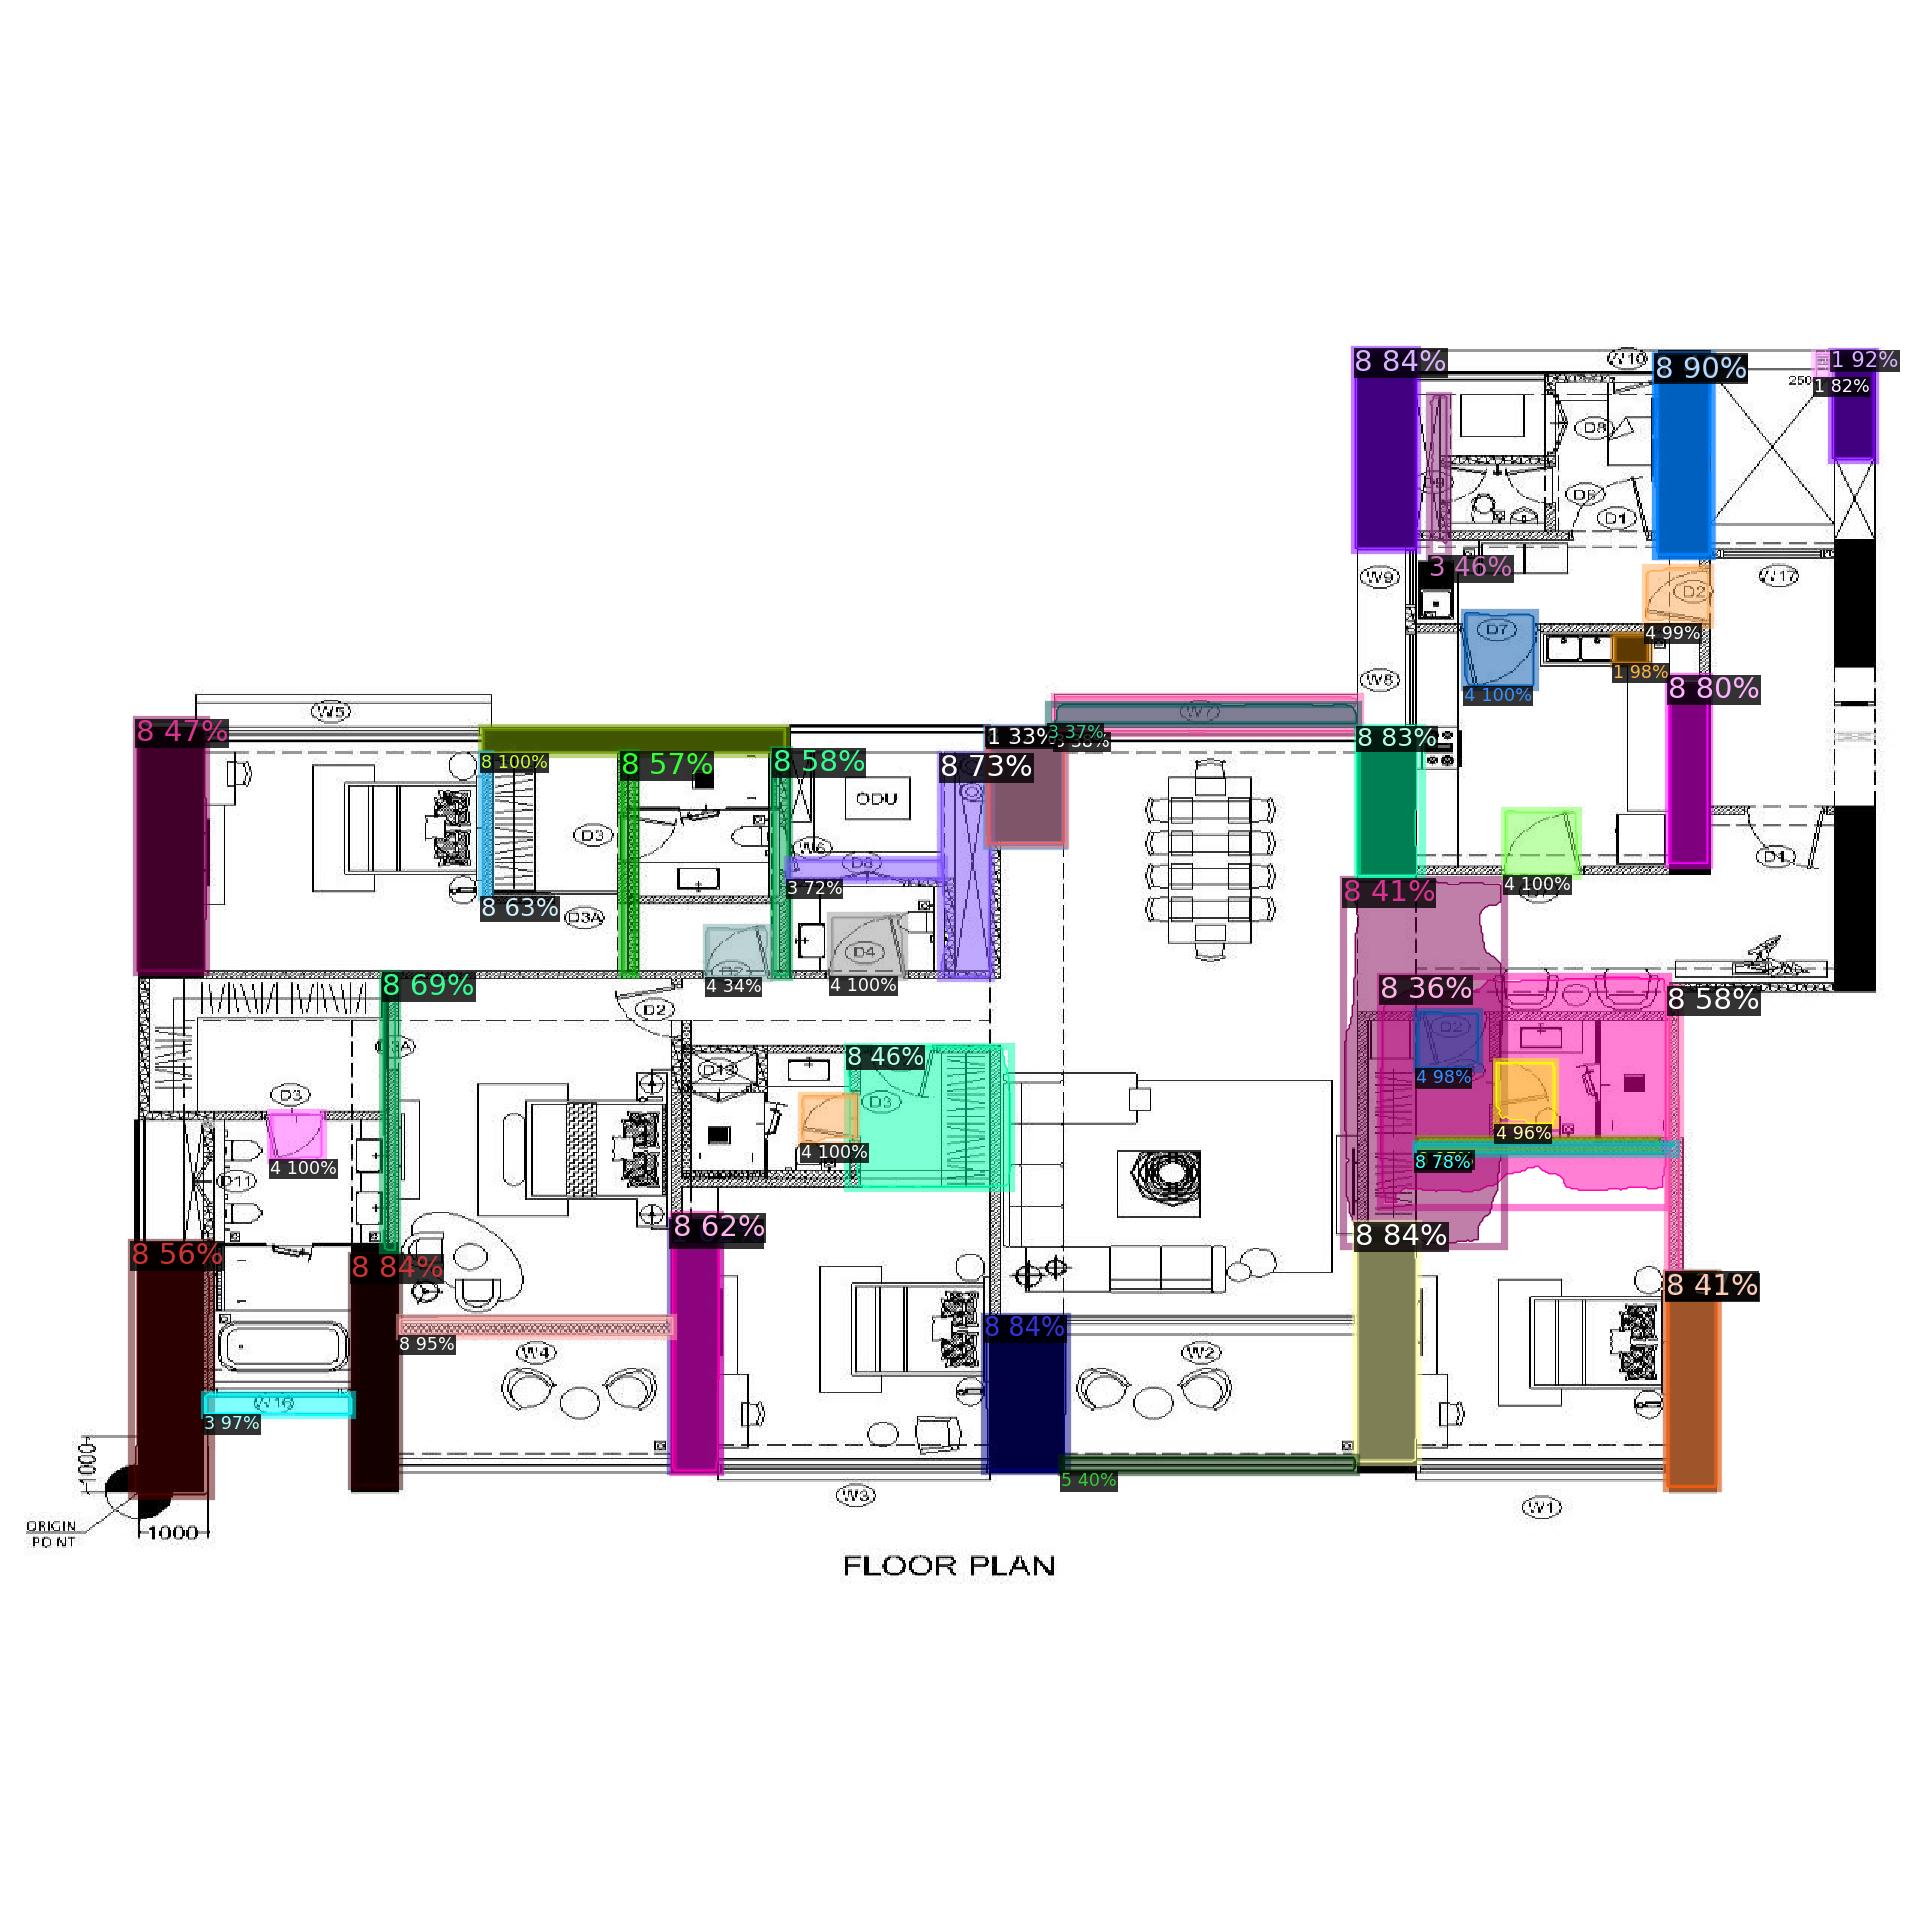 8 84%
W10
8 90%
1 92%
250
1 82%
D8
D9
D6
D1
3 46%
W9
W17
D2
4 99%
D7
1 98%
4 100%
W8
8 80%
W5
W7
8 47%
1 33%
3 37%
8 83%
8 100%
8 57%
8 58%
8 73%
ODU
D3
W6
D3
3 72%
D1
4 100%
8 41%
8 63%
D3A
D4
4 34%
4 100%
8 69%
8 36%
8 58%
D2
D2
D3A
8 46%
D13
4 98%
D3
D3
4 96%
4 100%
4 100%
8 78%
D11
8 62%
8 84%
8 56%
8 84%
8 41%
8 84%
8 95%
W4
W2
W16
3 97%
1000
5 40%
W3
W1
ORIGIN
1000
FLOOR PLAN